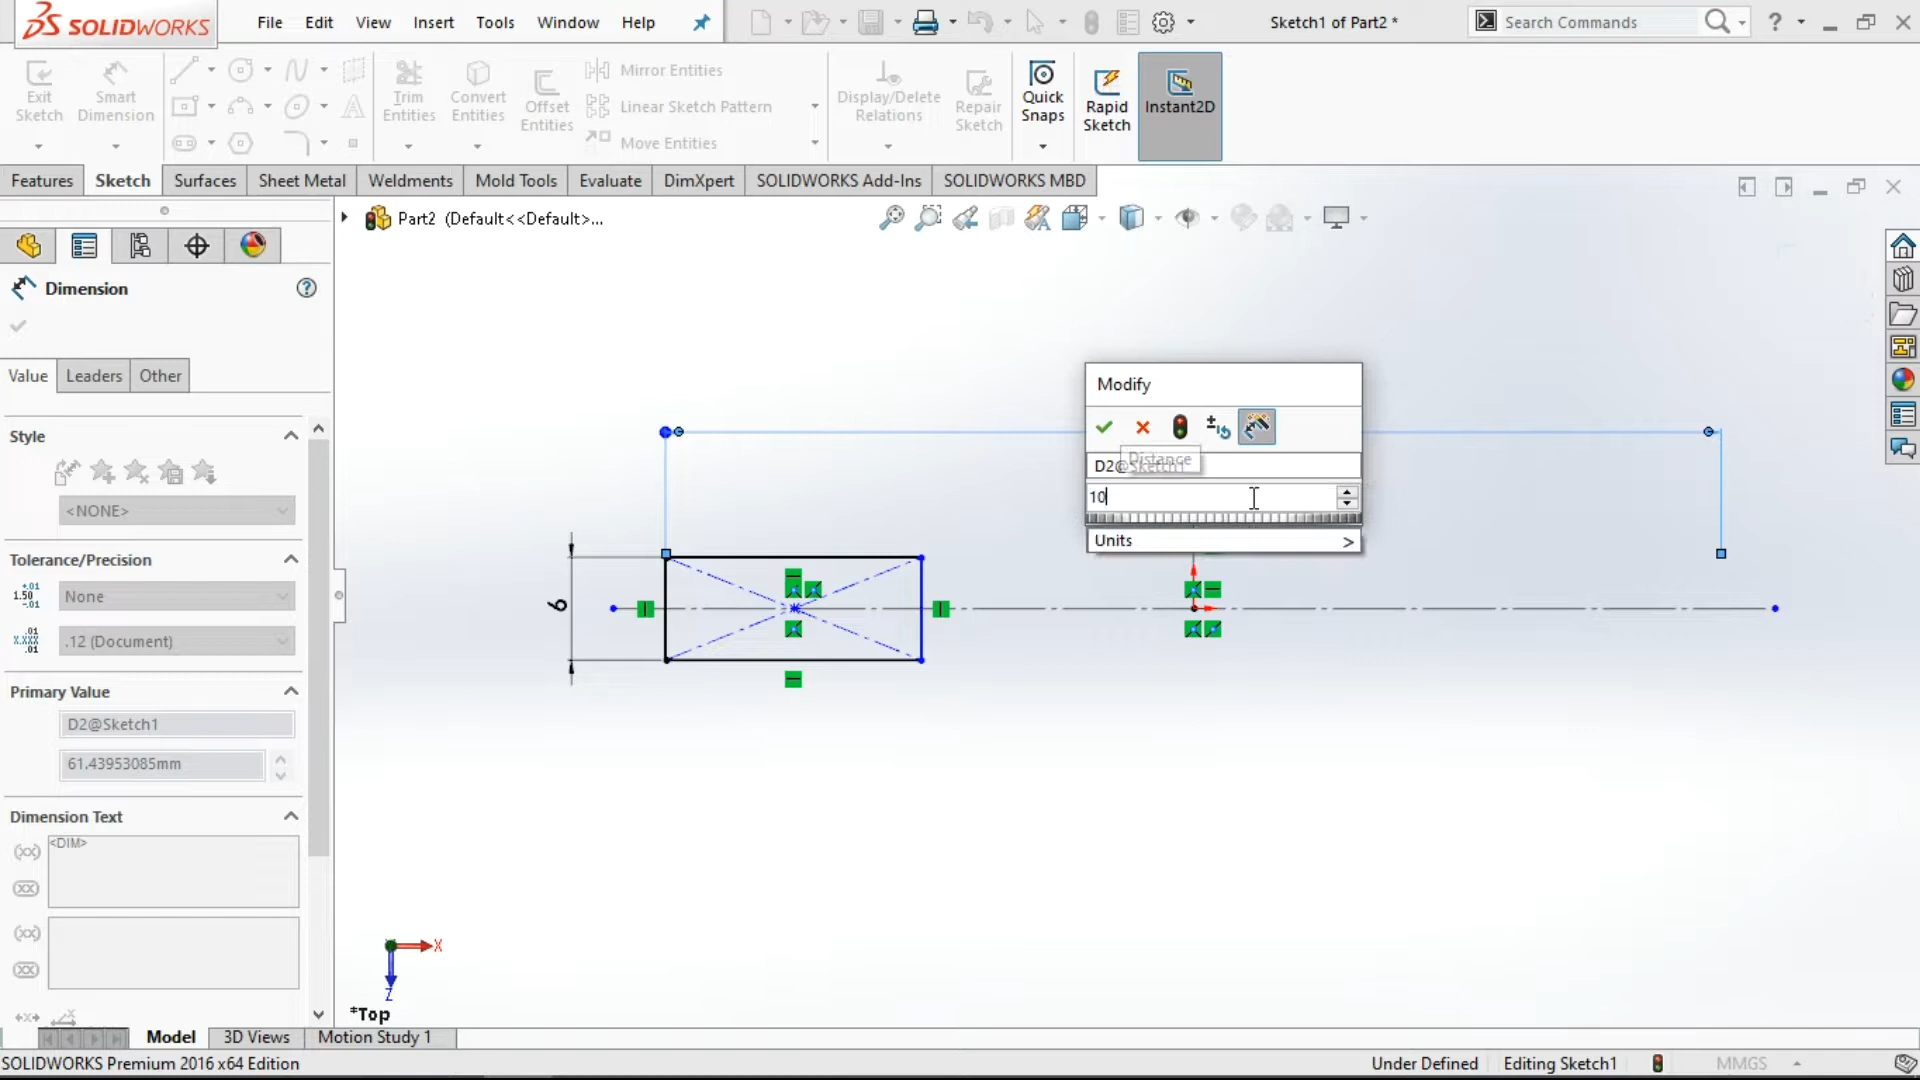 SOLIDWORKS
File Edit View Insert Tools Window Help
Sketch1 of Part2 *
Search Commands
?
Exit Sketch
Smart Dimension
Trim Entities
Convert Entities
Offset Entities
Mirror Entities
Linear Sketch Pattern
Move Entities
Display/Delete Relations
Repair Sketch
Quick Snaps
Rapid Sketch
Instant2D
Features Sketch Surfaces Sheet Metal Weldments Mold Tools Evaluate DimXpert SOLIDWORKS Add-Ins SOLIDWORKS MBD
Part2 (Default<<Default>...
Dimension
?
Value Leaders Other
Style
<NONE>
Tolerance/Precision
None
.12 (Document)
Primary Value
D2@Sketch1
61.43953085mm
Dimension Text
<DIM>
Modify
D2@Sketch1
Distance
10
Units >
6
X
Z
*Top
Model 3D Views Motion Study 1
SOLIDWORKS Premium 2016 x64 Edition
Under Defined Editing Sketch1 MMGS